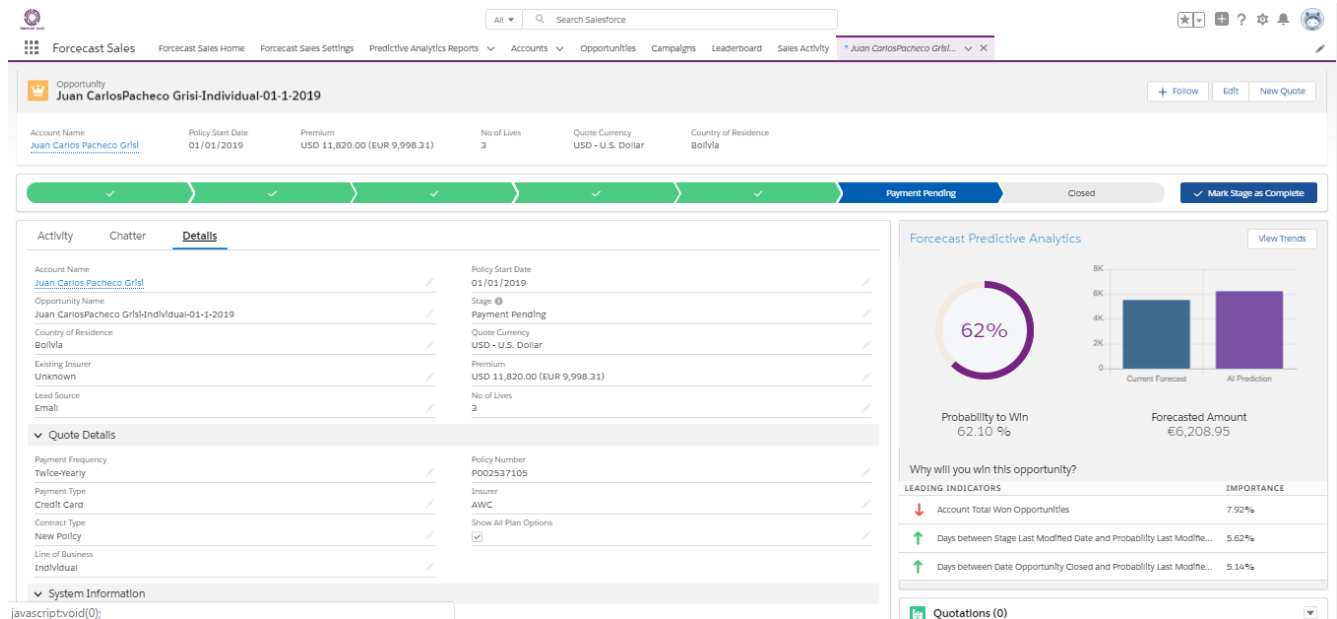 FORCECAST SALES
All
Search Salesforce
Forcecast Sales
Forcecast Sales Home
Forcecast Sales Settings
Predictive Analytics Reports
Accounts
Opportunities
Campaigns
Leaderboard
Sales Activity
* Juan CarlosPacheco Grisi...
Opportunity
Juan CarlosPacheco Grisi-Individual-01-1-2019
+ Follow
Edit
New Quote
Account Name
Policy Start Date
Premium
No of Lives
Quote Currency
Country of Residence
Juan Carlos Pacheco Grisi
01/01/2019
USD 11,820.00 (EUR 9,998.31)
3
USD - U.S. Dollar
Bolivia
Payment Pending
Closed
Mark Stage as Complete
Activity
Chatter
Details
Account Name
Juan Carlos Pacheco Grisi
Policy Start Date
01/01/2019
Opportunity Name
Juan CarlosPacheco Grisi-Individual-01-1-2019
Stage
Payment Pending
Country of Residence
Bolivia
Quote Currency
USD - U.S. Dollar
Existing Insurer
Unknown
Premium
USD 11,820.00 (EUR 9,998.31)
Lead Source
Email
No of Lives
3
Quote Details
Payment Frequency
Twice-Yearly
Policy Number
P002537105
Payment Type
Credit Card
Insurer
AWC
Contract Type
New Policy
Show All Plan Options
Line of Business
Individual
System Information
javascript:void(0);
Forcecast Predictive Analytics
View Trends
62%
8K
6K
4K
2K
0
Current Forecast
AI Prediction
Probability to Win
62.10 %
Forecasted Amount
€6,208.95
Why will you win this opportunity?
LEADING INDICATORS
IMPORTANCE
Account Total Won Opportunities
7.92%
Days between Stage Last Modified Date and Probability Last Modifie...
5.62%
Days between Date Opportunity Closed and Probability Last Modifie...
5.14%
Quotations (0)